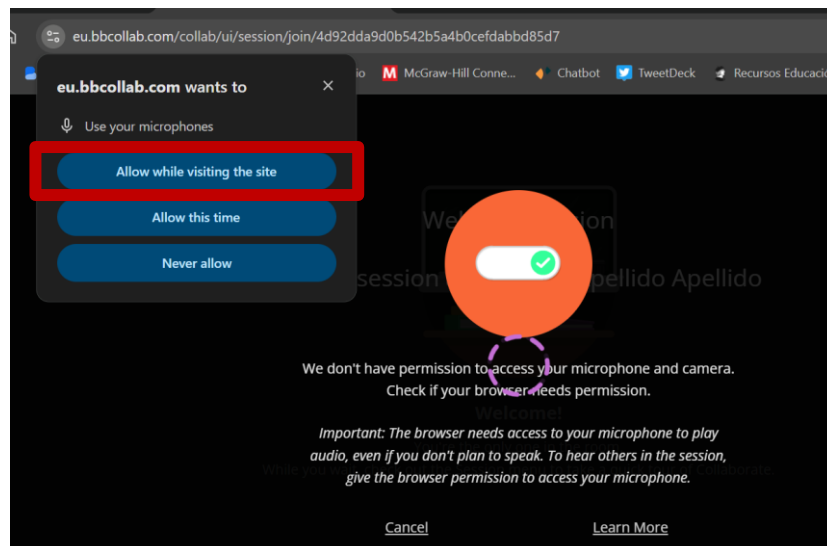 eu.bbcollab.com/collab/ui/session/join/4d92dda9d0b542b5a4b0cefdabbd85d7
io McGraw-Hill Conne... Chatbot TweetDeck Recursos Educació
eu.bbcollab.com wants to
Use your microphones
Allow while visiting the site
Allow this time
Never allow
session
pellido Apellido
We don't have permission to access your microphone and camera.
Check if your browser needs permission.
Welcome!
Important: The browser needs access to your microphone to play
audio, even if you don't plan to speak. To hear others in the session,
give the browser permission to access your microphone.
Cancel Learn More